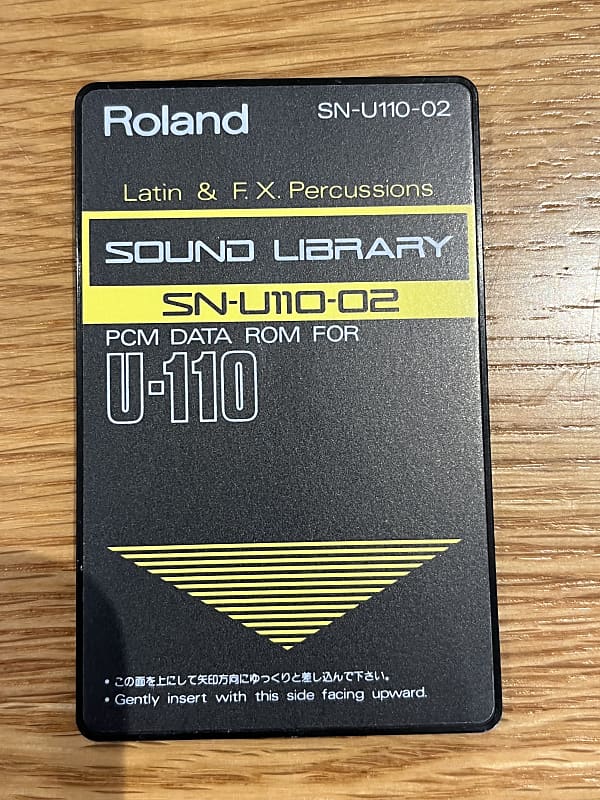 Roland
SN-U110-02
Latin & F.X. Percussions
SOUND LIBRARY
SN-U110-02
PCM DATA ROM FOR
U-110
• この面を上にして矢印方向にゆっくりと差し込んで下さい。
• Gently insert with this side facing upward.